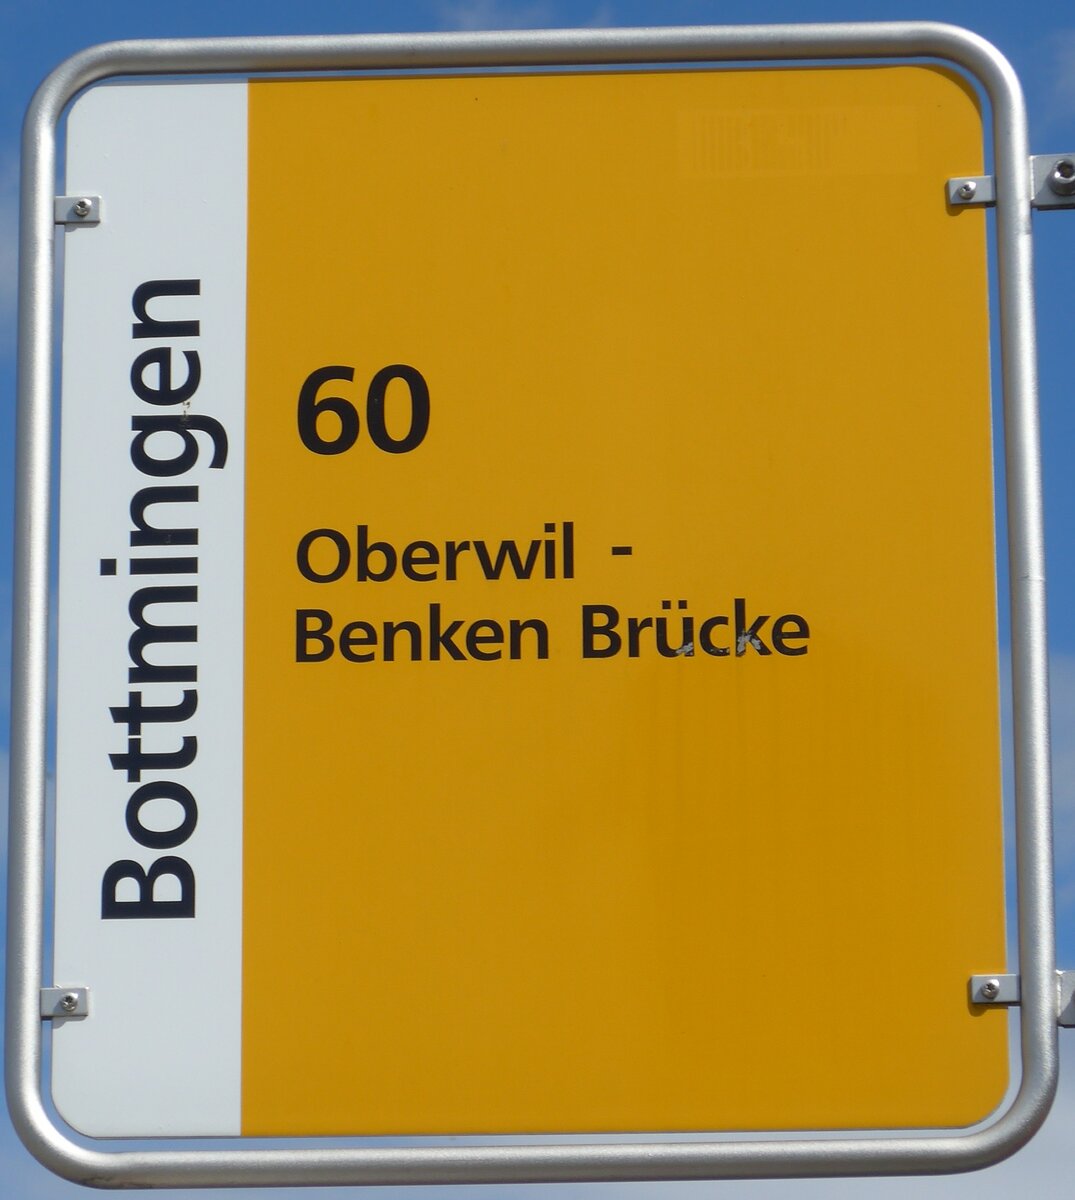 Bottmingen
60
Oberwil -
Benken Brücke